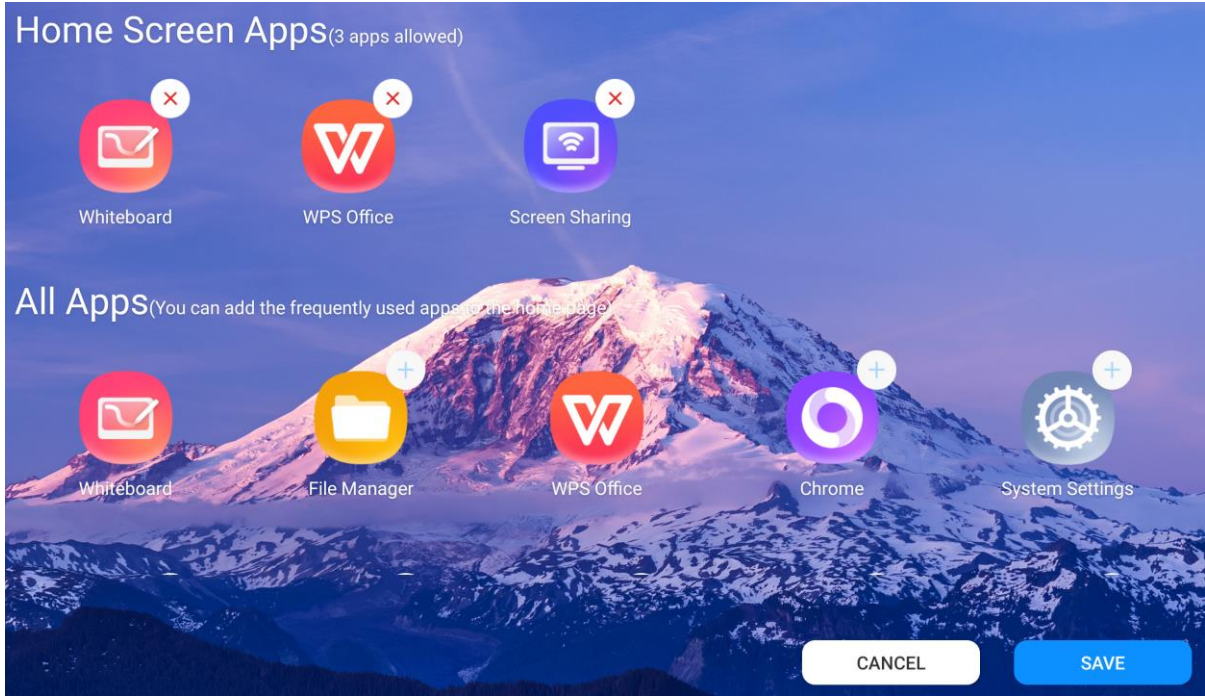 Home Screen Apps(3 apps allowed)
Whiteboard
WPS Office
Screen Sharing
All Apps(You can add the frequently used apps to the home page)
Whiteboard
File Manager
WPS Office
Chrome
System Settings
CANCEL
SAVE